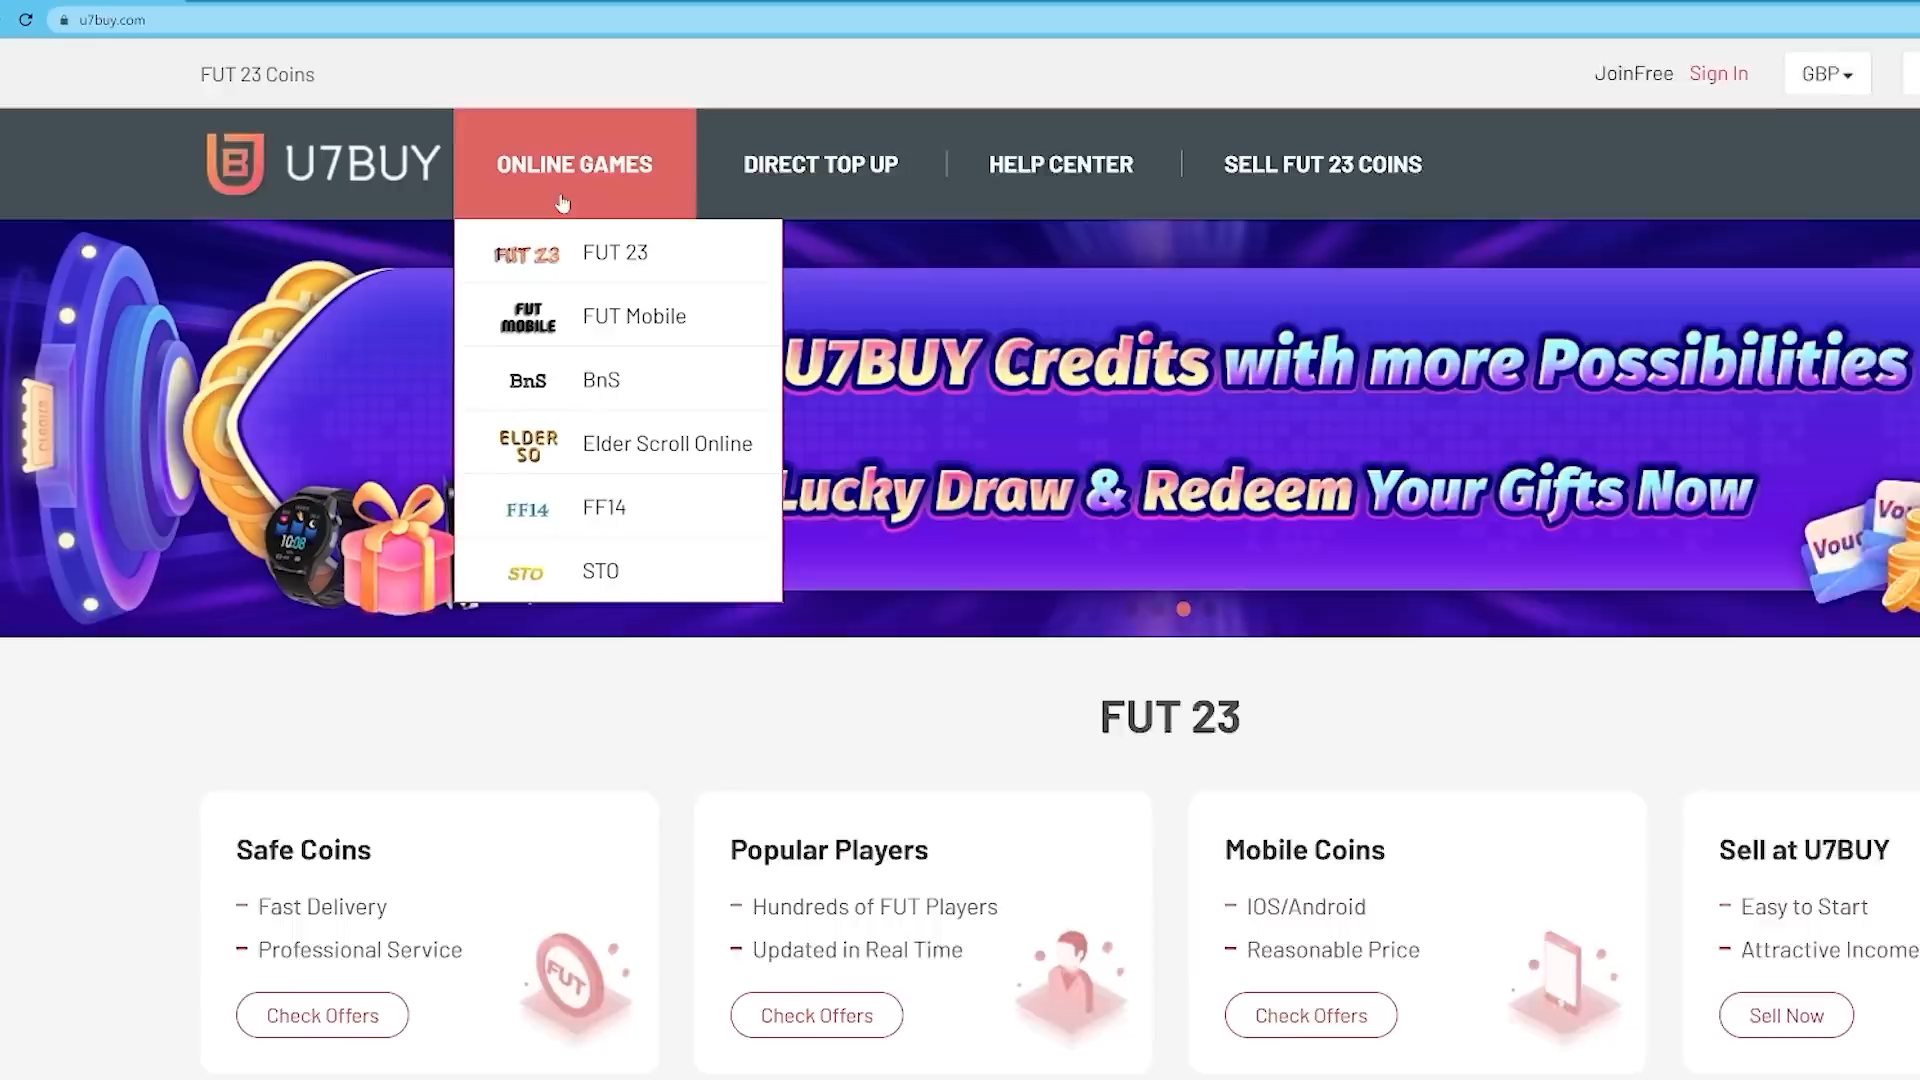 u7buy.com
FUT 23 Coins
JoinFree Sign In GBP
U7BUY ONLINE GAMES DIRECT TOP UP HELP CENTER SELL FUT 23 COINS
FUT 23 FUT 23
FUT MOBILE FUT Mobile
BnS BnS
ELDER SO Elder Scroll Online
FF14 FF14
STO STO
U7BUY Credits with more Possibilities
Lucky Draw & Redeem Your Gifts Now
10:08
FUT 23
Safe Coins
Fast Delivery
Professional Service
FUT
Check Offers
Popular Players
Hundreds of FUT Players
Updated in Real Time
Check Offers
Mobile Coins
IOS/Android
Reasonable Price
Check Offers
Sell at U7BUY
Easy to Start
Attractive Income
Sell Now